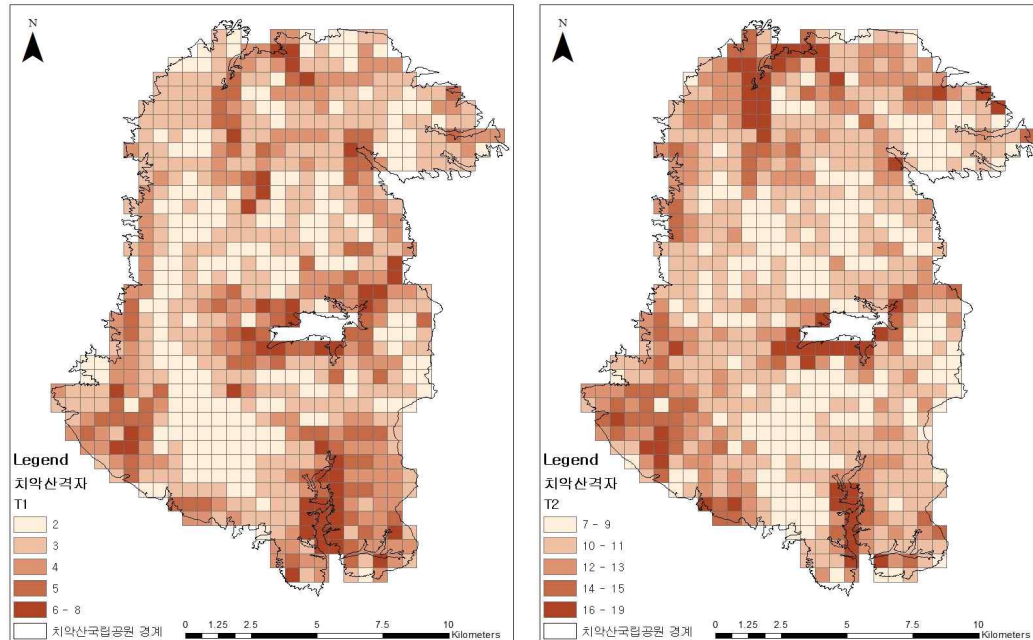 N
Legend
치악산격자
T1
2
3
4
5
6 - 8
치악산국립공원 경계
0 1.25 2.5 5 7.5 10
Kilometers
N
Legend
치악산격자
T2
7 - 9
10 - 11
12 - 13
14 - 15
16 - 19
치악산국립공원 경계
0 1.25 2.5 5 7.5 10
Kilometers